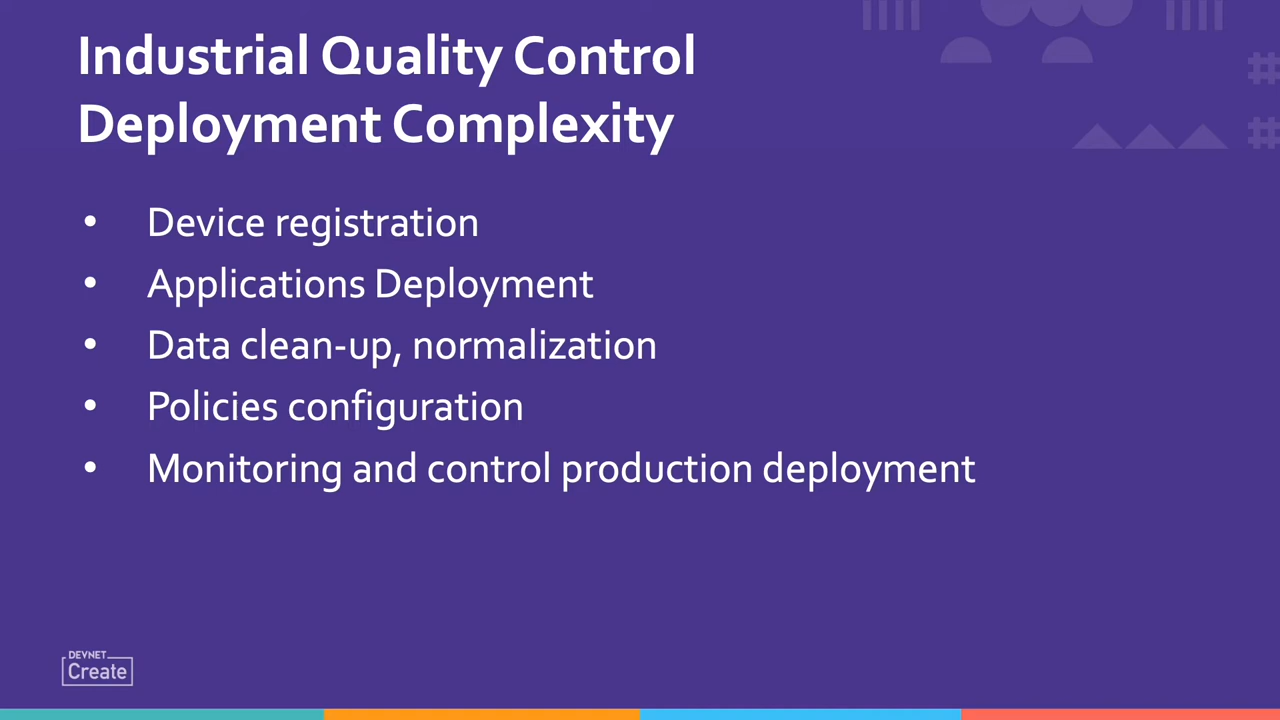 Industrial Quality Control
Deployment Complexity
• Device registration
• Applications Deployment
• Data clean-up, normalization
• Policies configuration
• Monitoring and control production deployment
DEVNET
Create